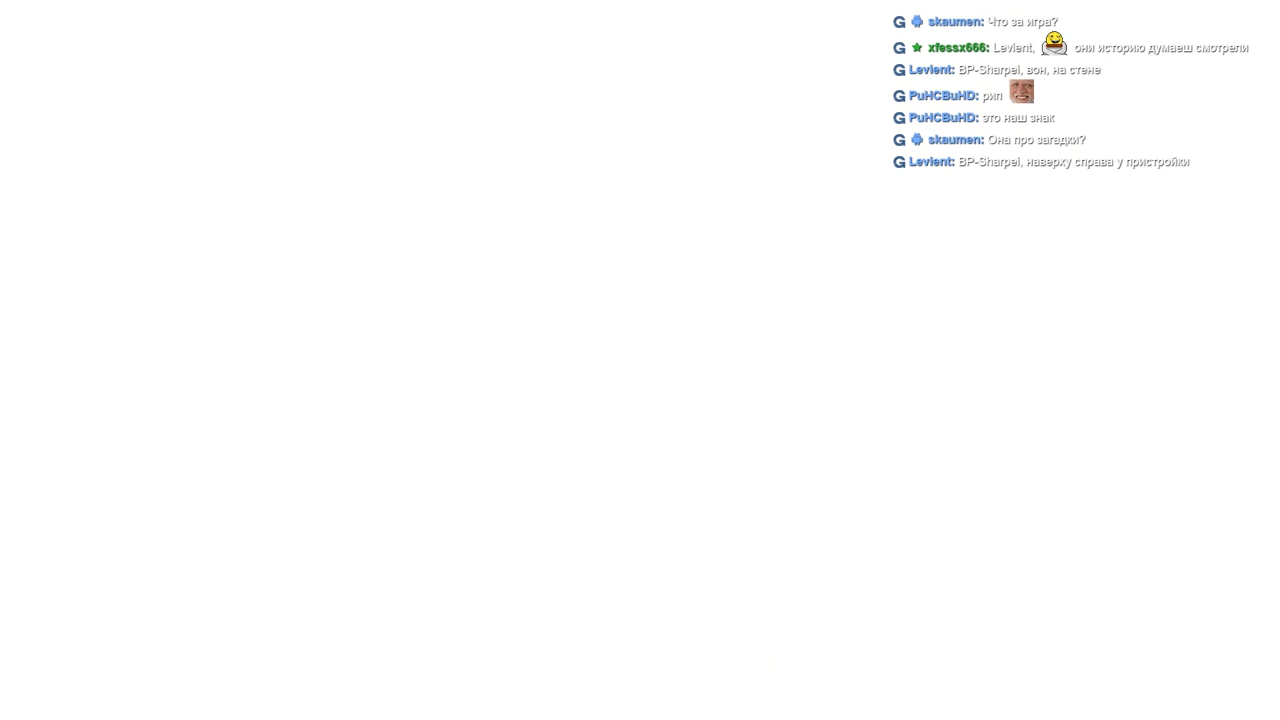 G skaumen: Что за игра?
G xfessx666: Levient, они историю думаеш смотрели
G Levient: BP-Sharpei, вон, на стене
G PuHCBuHD: рип
G PuHCBuHD: это наш знак
G skaumen: Она про загадки?
G Levient: BP-Sharpei, наверху справа у пристройки